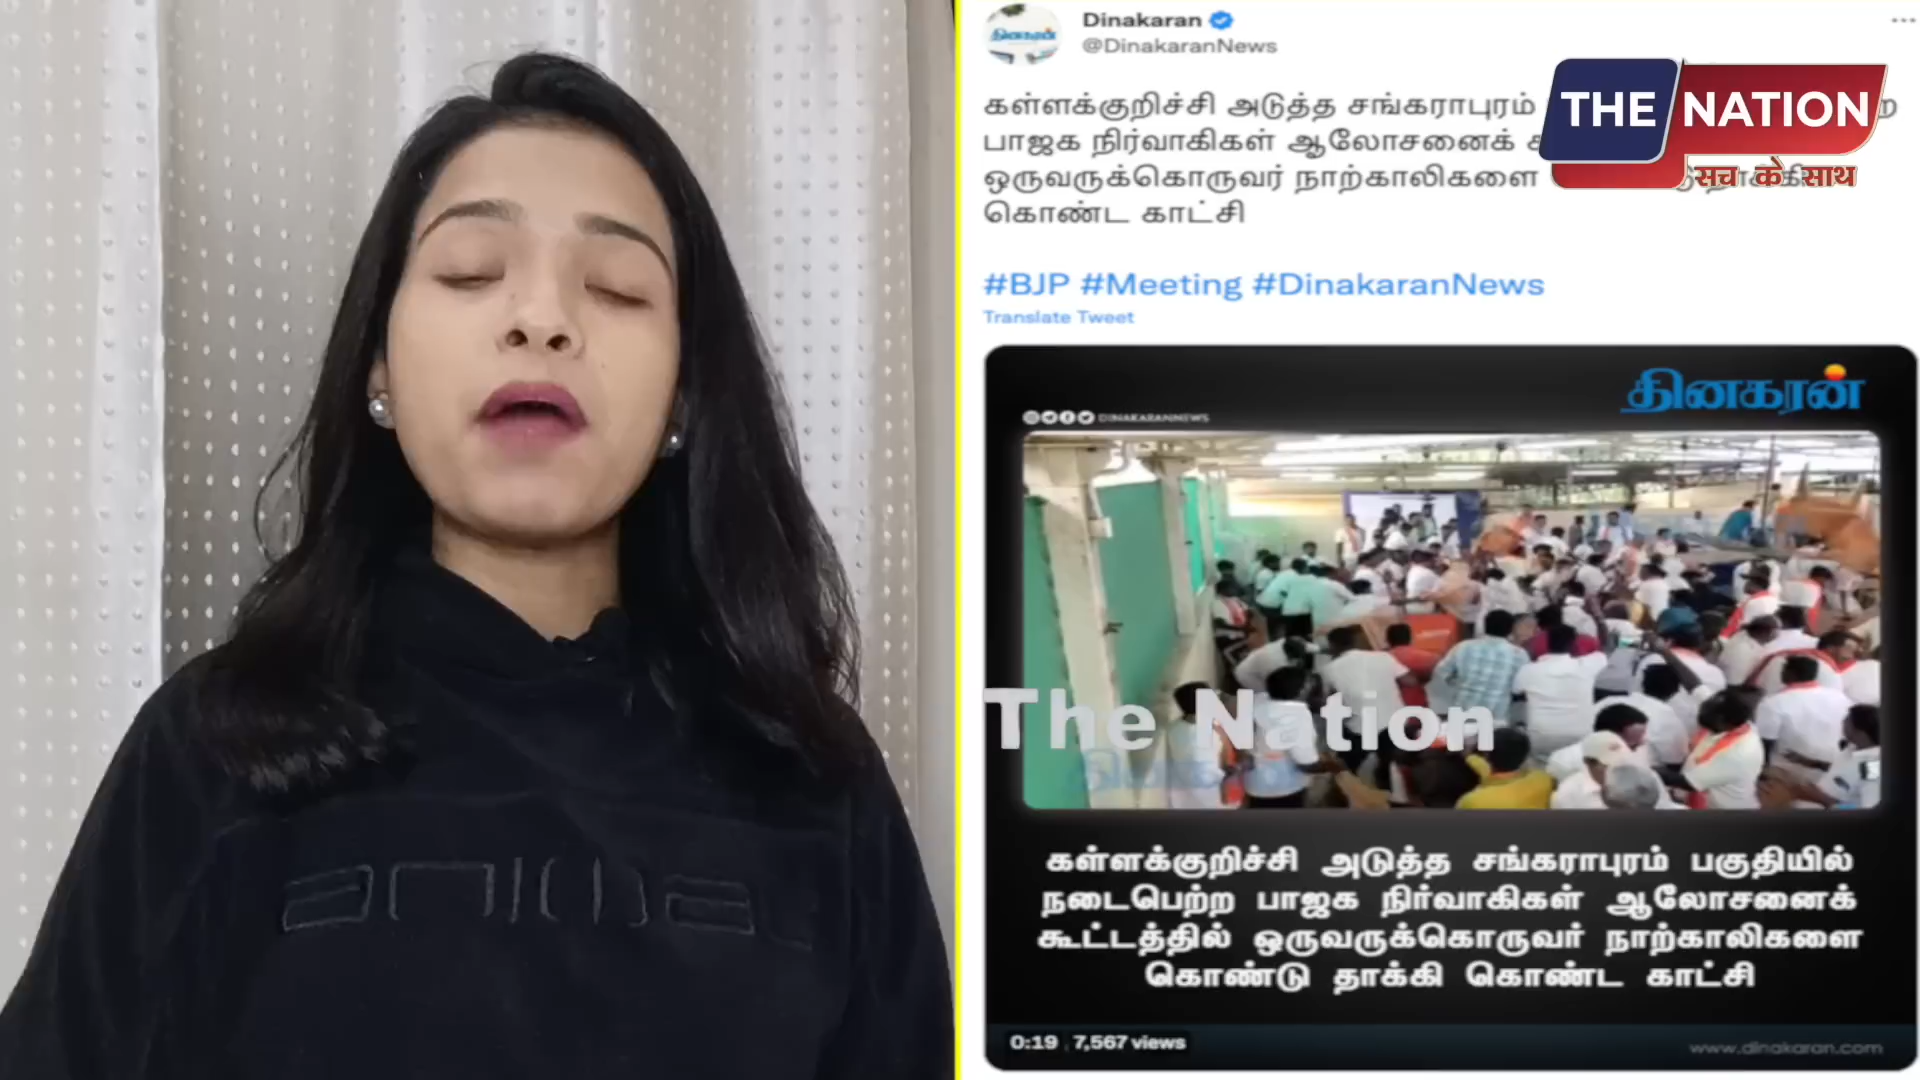 Dinakaran
@DinakaranNews
கள்ளக்குறிச்சி அடுத்த சங்கராபுரம்
பாஜக நிர்வாகிகள் ஆலோசனைக்
ஒருவருக்கொருவர் நாற்காலிகளை
கொண்ட காட்சி
THE NATION
सच के साथ
#BJP #Meeting #DinakaranNews
Translate Tweet
தினகரன்
DINAKARANNEWS
The Nation
கள்ளக்குறிச்சி அடுத்த சங்கராபுரம் பகுதியில்
நடைபெற்ற பாஜக நிர்வாகிகள் ஆலோசனைக்
கூட்டத்தில் ஒருவருக்கொருவர் நாற்காலிகளை
கொண்டு தாக்கி கொண்ட காட்சி
0:19 7,567 views
www.dinakaran.com
animal